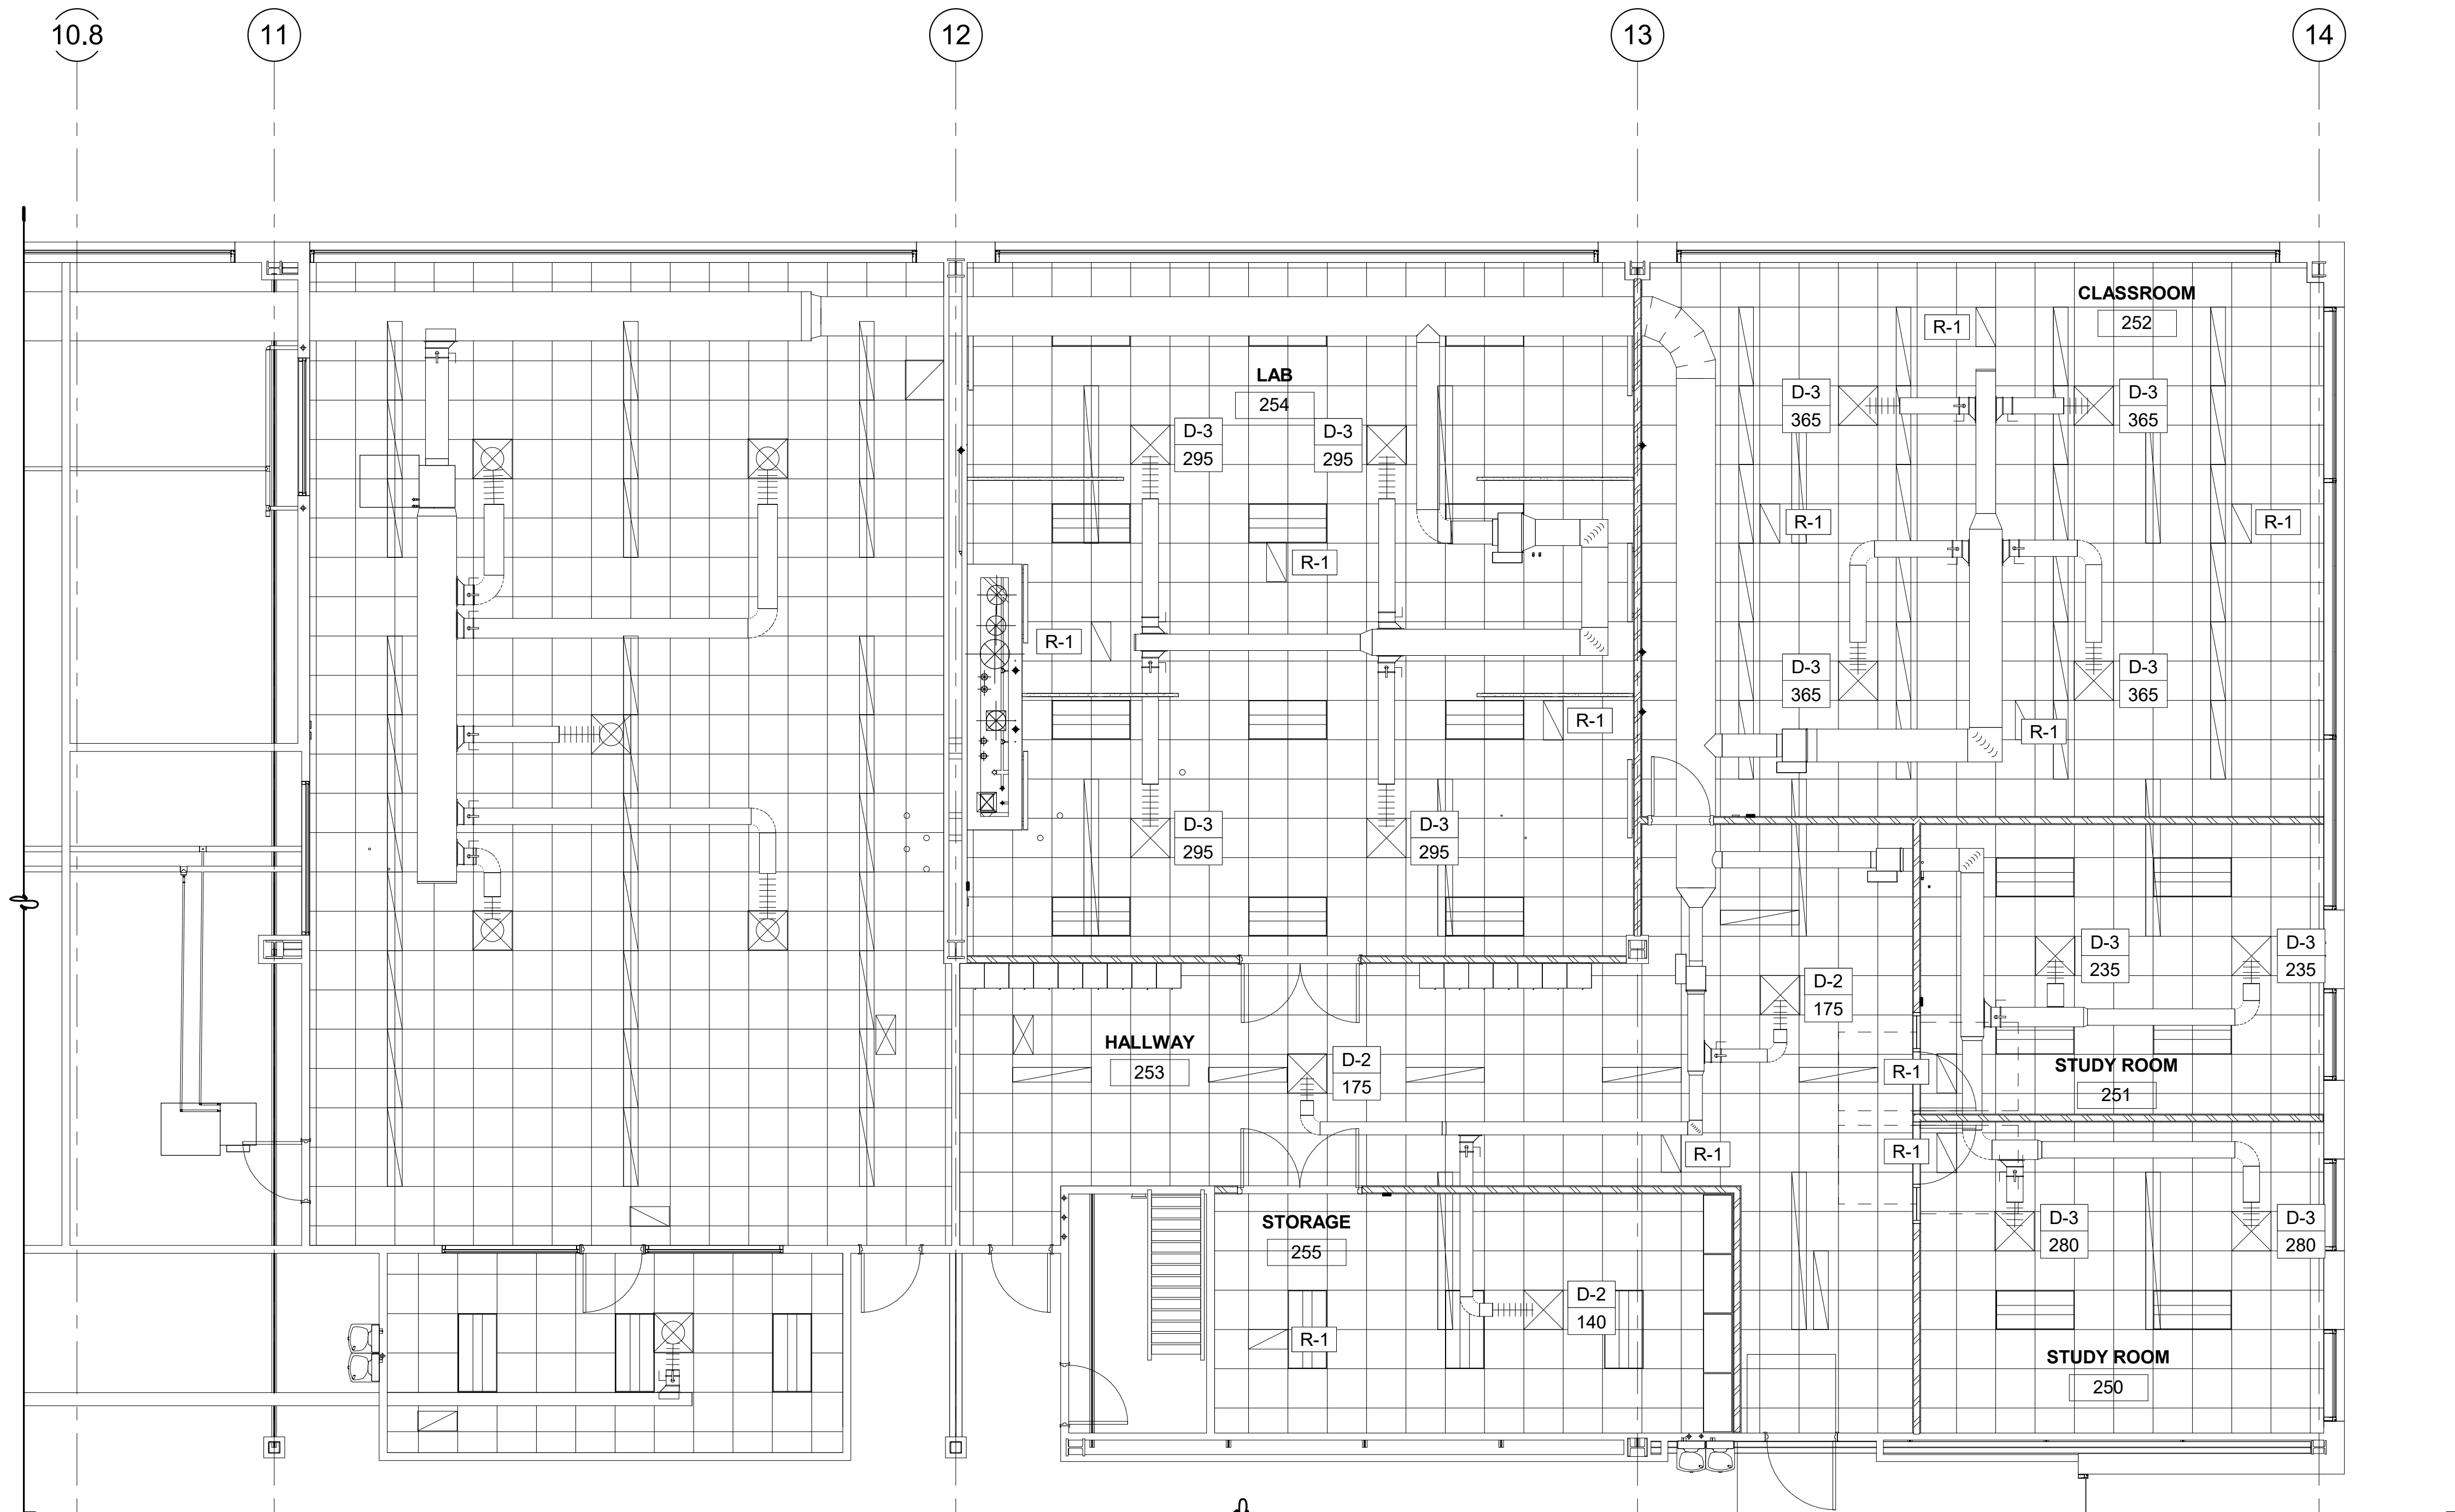 10.8
11
12
13
14
CLASSROOM
252
R-1
LAB
254
D-3
365
D-3
365
D-3
295
D-3
295
R-1
R-1
R-1
R-1
D-3
365
D-3
365
R-1
R-1
D-3
295
D-3
295
D-3
235
D-3
235
D-2
175
HALLWAY
253
D-2
175
R-1
STUDY ROOM
251
R-1
R-1
STORAGE
255
D-3
280
D-3
280
D-2
140
R-1
STUDY ROOM
250